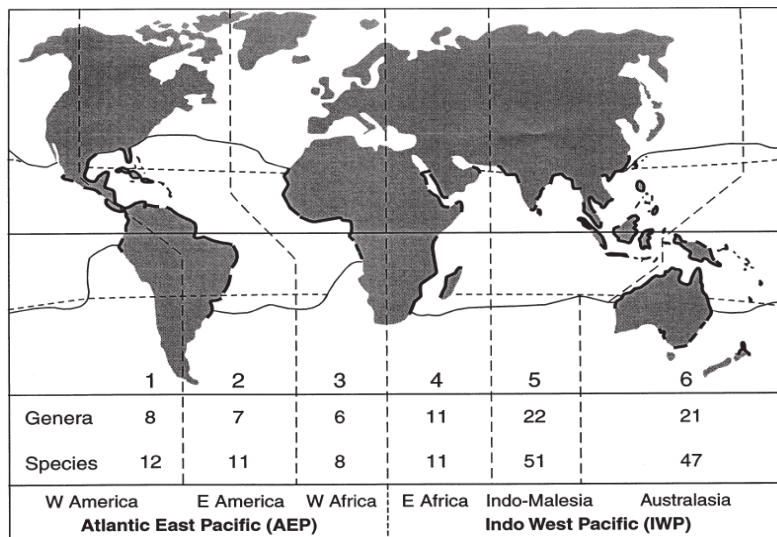 1 2 3 4 5 6
Genera 8 7 6 11 22 21
Species 12 11 8 11 51 47
W America E America W Africa E Africa Indo-Malesia Australasia
Atlantic East Pacific (AEP) Indo West Pacific (IWP)